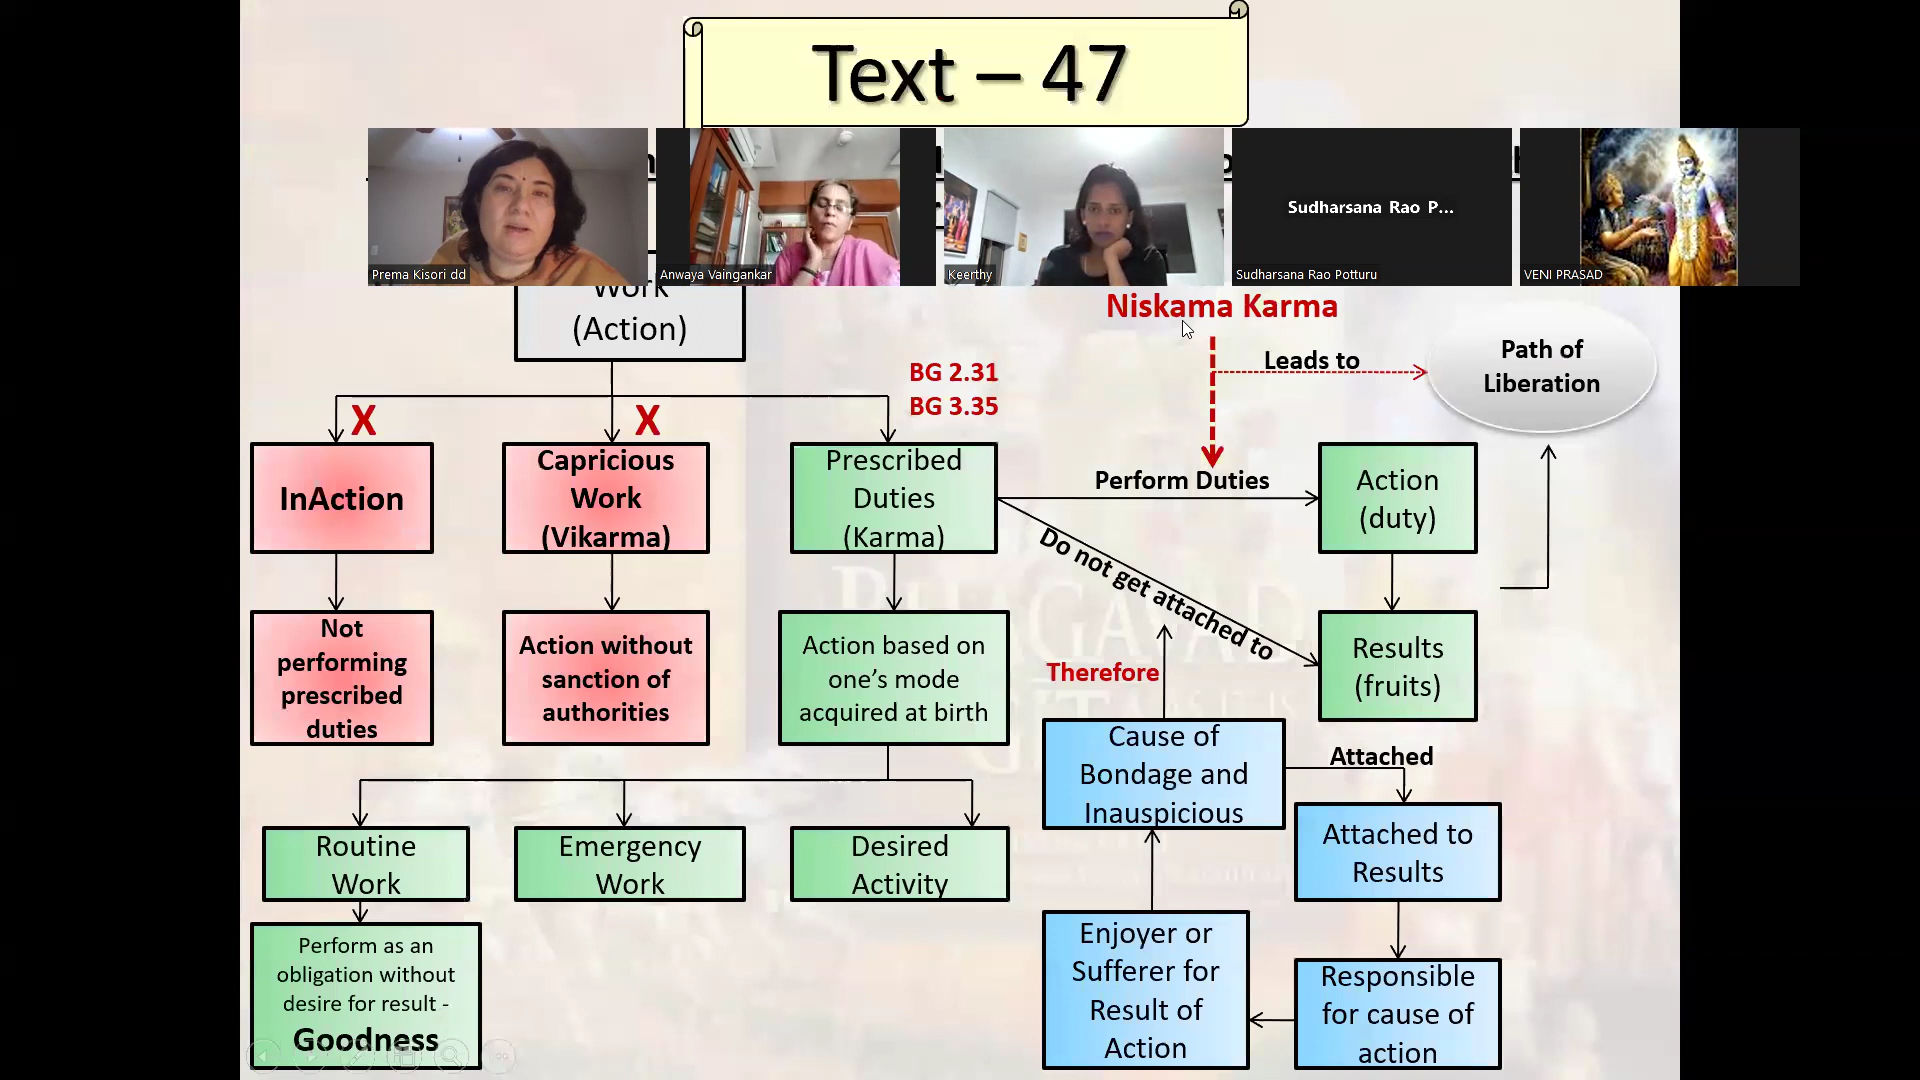 Text – 47
Sudharsana Rao P...
Prema Kisori dd
Anwaya Vaingankar
Keerthy
Sudharsana Rao Potturu
VENI PRASAD
Work
(Action)
Niskama Karma
Leads to
Path of
Liberation
BG 2.31
BG 3.35
X
X
InAction
Capricious
Work
(Vikarma)
Prescribed
Duties
(Karma)
Perform Duties
Action
(duty)
Do not get attached to
Not
performing
prescribed
duties
Action without
sanction of
authorities
Action based on
one's mode
acquired at birth
Therefore
Results
(fruits)
Cause of
Bondage and
Inauspicious
Attached
Routine
Work
Emergency
Work
Desired
Activity
Attached to
Results
Perform as an
obligation without
desire for result -
Goodness
Enjoyer or
Sufferer for
Result of
Action
Responsible
for cause of
action